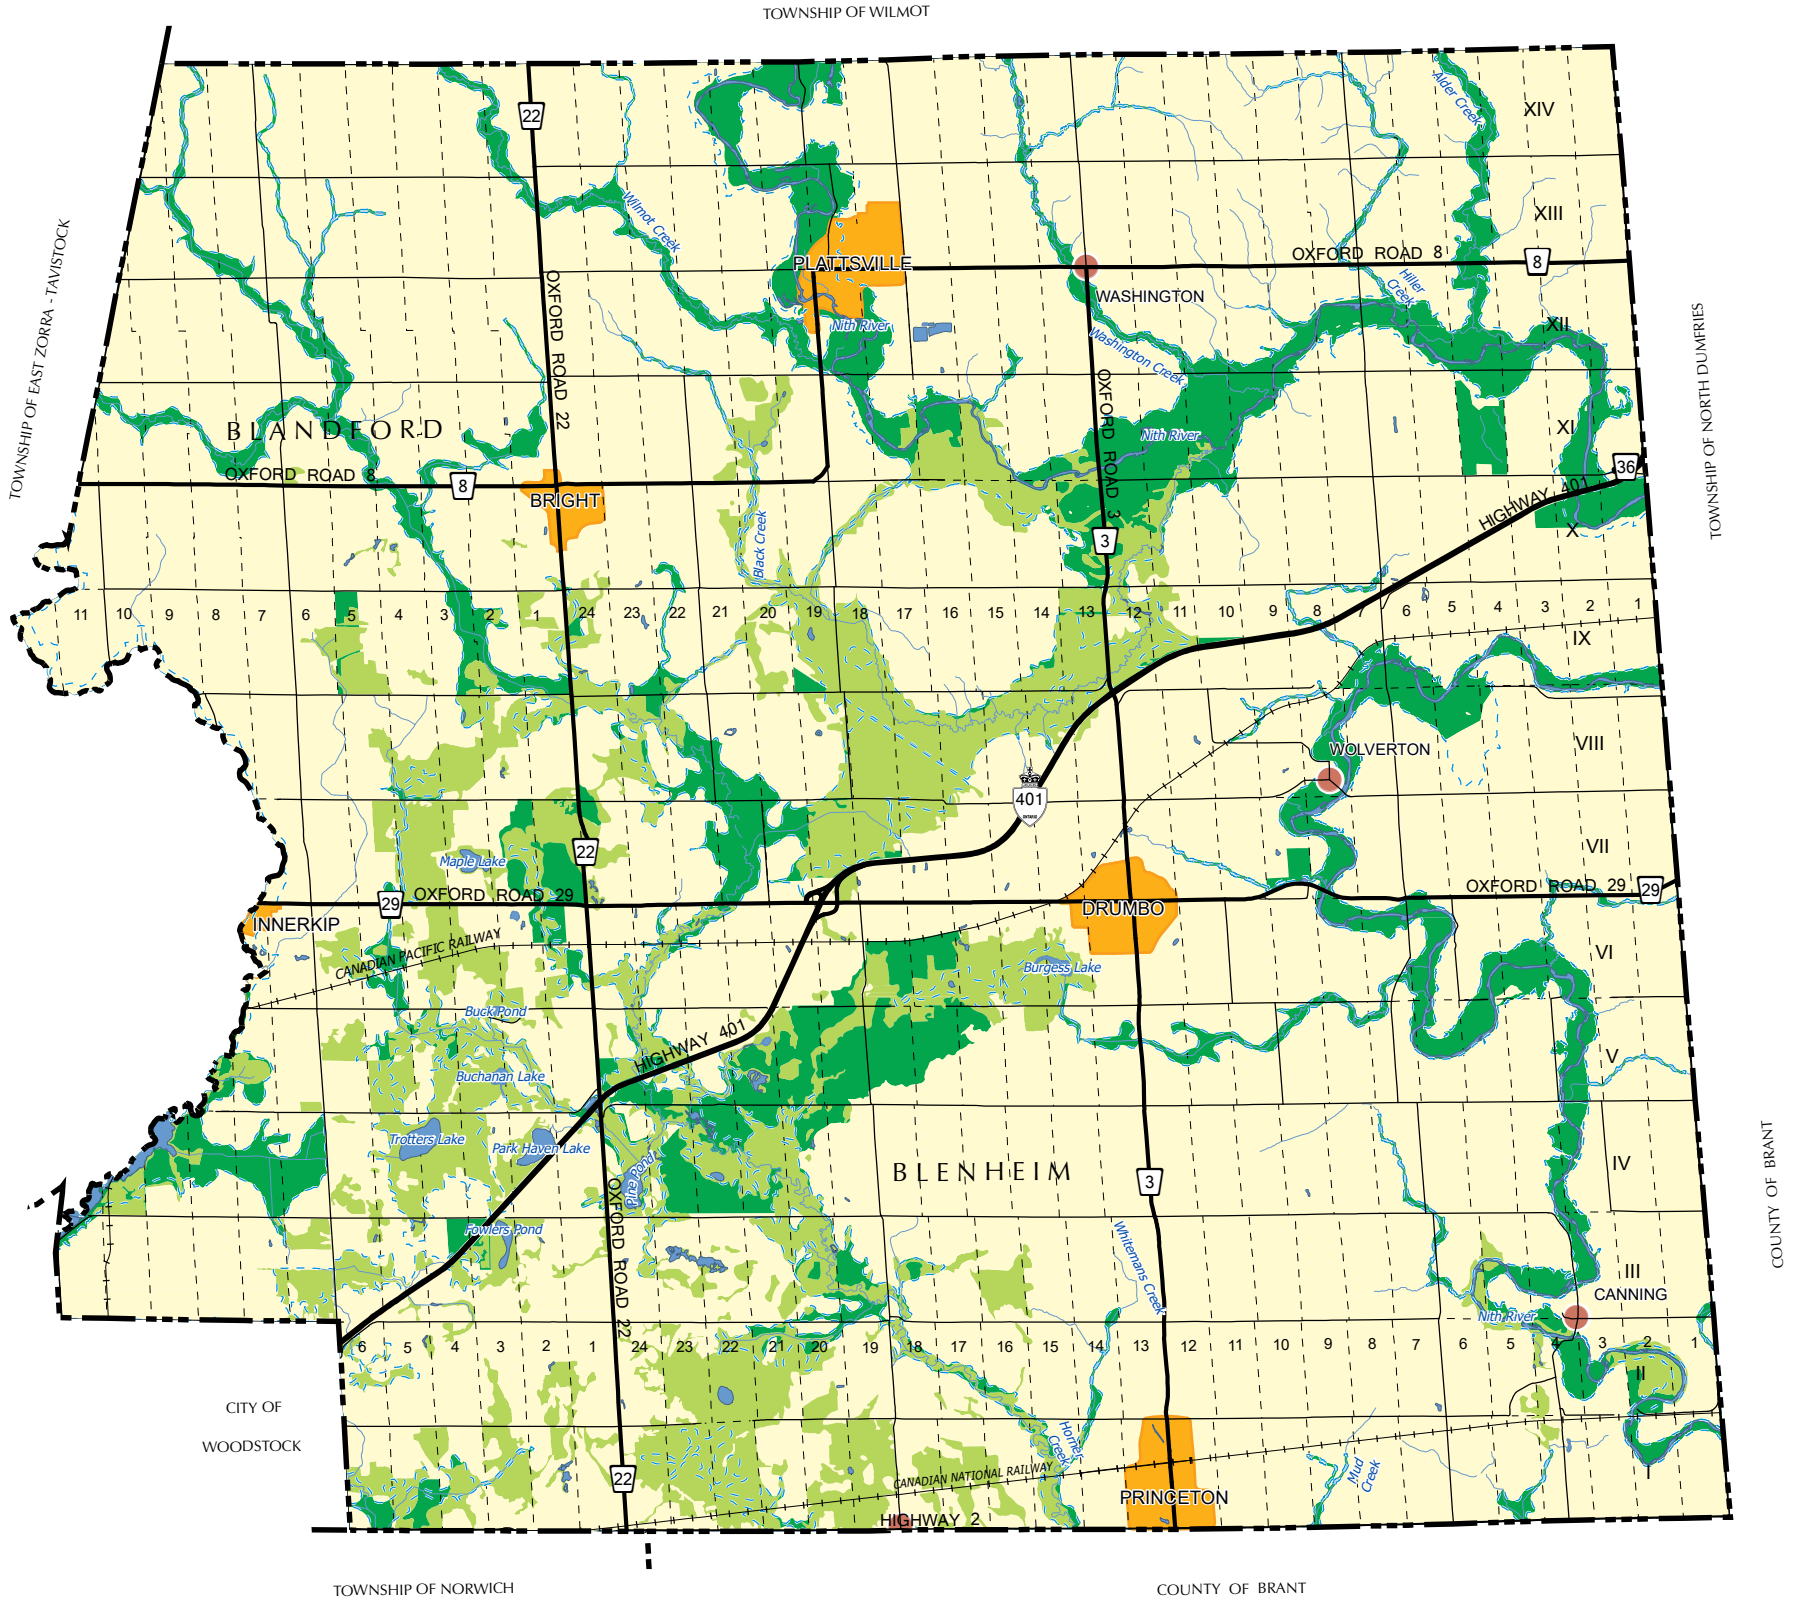 TOWNSHIP OF WILMOT
Alder Creek
XIV
22
Wilmot Creek
XIII
TOWNSHIP OF EAST ZORRA - TAVISTOCK
PLATTSVILLE
OXFORD ROAD 8
8
OXFORD ROAD 22
WASHINGTON
Hiller
Creek
Nith River
XII
Washington Creek
TOWNSHIP OF NORTH DUMFRIES
OXFORD ROAD 3
BLANDFORD
Nith River
XI
OXFORD ROAD 8
8
BRIGHT
36
HIGHWAY 401
X
Black Creek
3
11 10 9 8 7 6 5 4 3 2 1 24 23 22 21 20 19 18 17 16 15 14 13 12 11 10 9 8 7 6 5 4 3 2 1
IX
VIII
WOLVERTON
401
ONTARIO
VII
22
Maple Lake
OXFORD ROAD 29
29
OXFORD ROAD 29
29
DRUMBO
INNERKIP
CANADIAN PACIFIC RAILWAY
VI
Burgess Lake
Buck Pond
HIGHWAY 401
V
Buchanan Lake
Trotters Lake
Park Haven Lake
Pine Pond
BLENHEIM
IV
3
COUNTY OF BRANT
OXFORD ROAD 22
Fowlers Pond
Whitemans Creek
III
CANNING
Nith River
6 5 4 3 2 1 24 23 22 21 20 19 18 17 16 15 14 13 12 11 10 9 8 7 6 5 4 3 2 1
II
CITY OF
WOODSTOCK
Horner
Creek
22
CANADIAN NATIONAL RAILWAY
Mud
Creek
I
PRINCETON
HIGHWAY 2
TOWNSHIP OF NORWICH
COUNTY OF BRANT